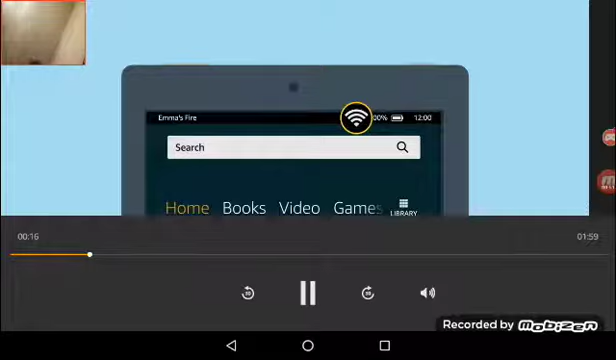 Emma's Fire 00% 12:00
Search
Home Books Video Games LIBRARY
00:16 01:59
Recorded by MOBIZEN